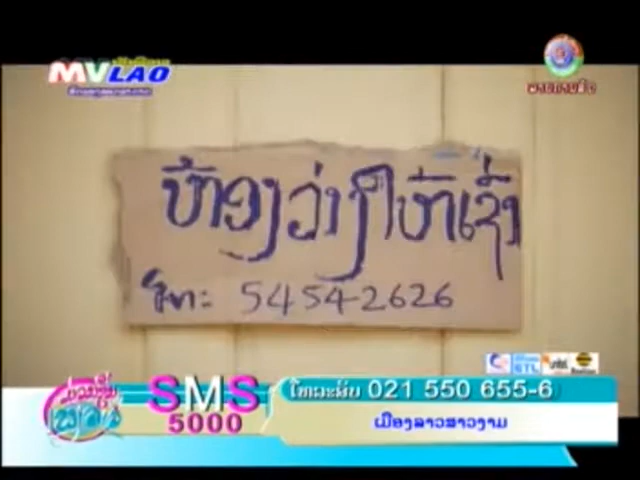 MVLAO
ຫ້ອງວ່າງໃຫ້ເຊົ່າ
ໂທ: 5454-2626
ETL
SMS
5000
ໂທລະສັບ 021 550 655-6
ເມືອງລາວສາວງາມ